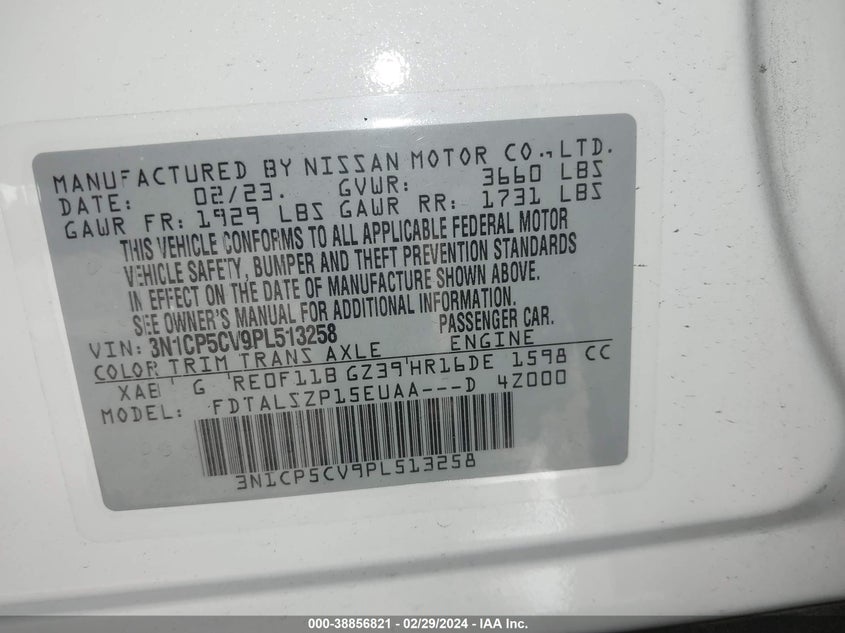 MANUFACTURED BY NISSAN MOTOR CO., LTD.
DATE: 02/23. GVWR: 3660 LBS
GAWR FR: 1929 LBS GAWR RR: 1731 LBS
THIS VEHICLE CONFORMS TO ALL APPLICABLE FEDERAL MOTOR
VEHICLE SAFETY, BUMPER AND THEFT PREVENTION STANDARDS
IN EFFECT ON THE DATE OF MANUFACTURE SHOWN ABOVE.
SEE OWNER'S MANUAL FOR ADDITIONAL INFORMATION.
VIN: 3N1CP5CV9PL513258 PASSENGER CAR.
COLOR TRIM TRANS AXLE ENGINE
XAB G RE0F11B GZ39 HR16DE 1598 CC
MODEL: FDTALSZP15EUAA---D 4Z000
3N1CP5CV9PL513258
000-38856821 - 02/29/2024 - IAA Inc.